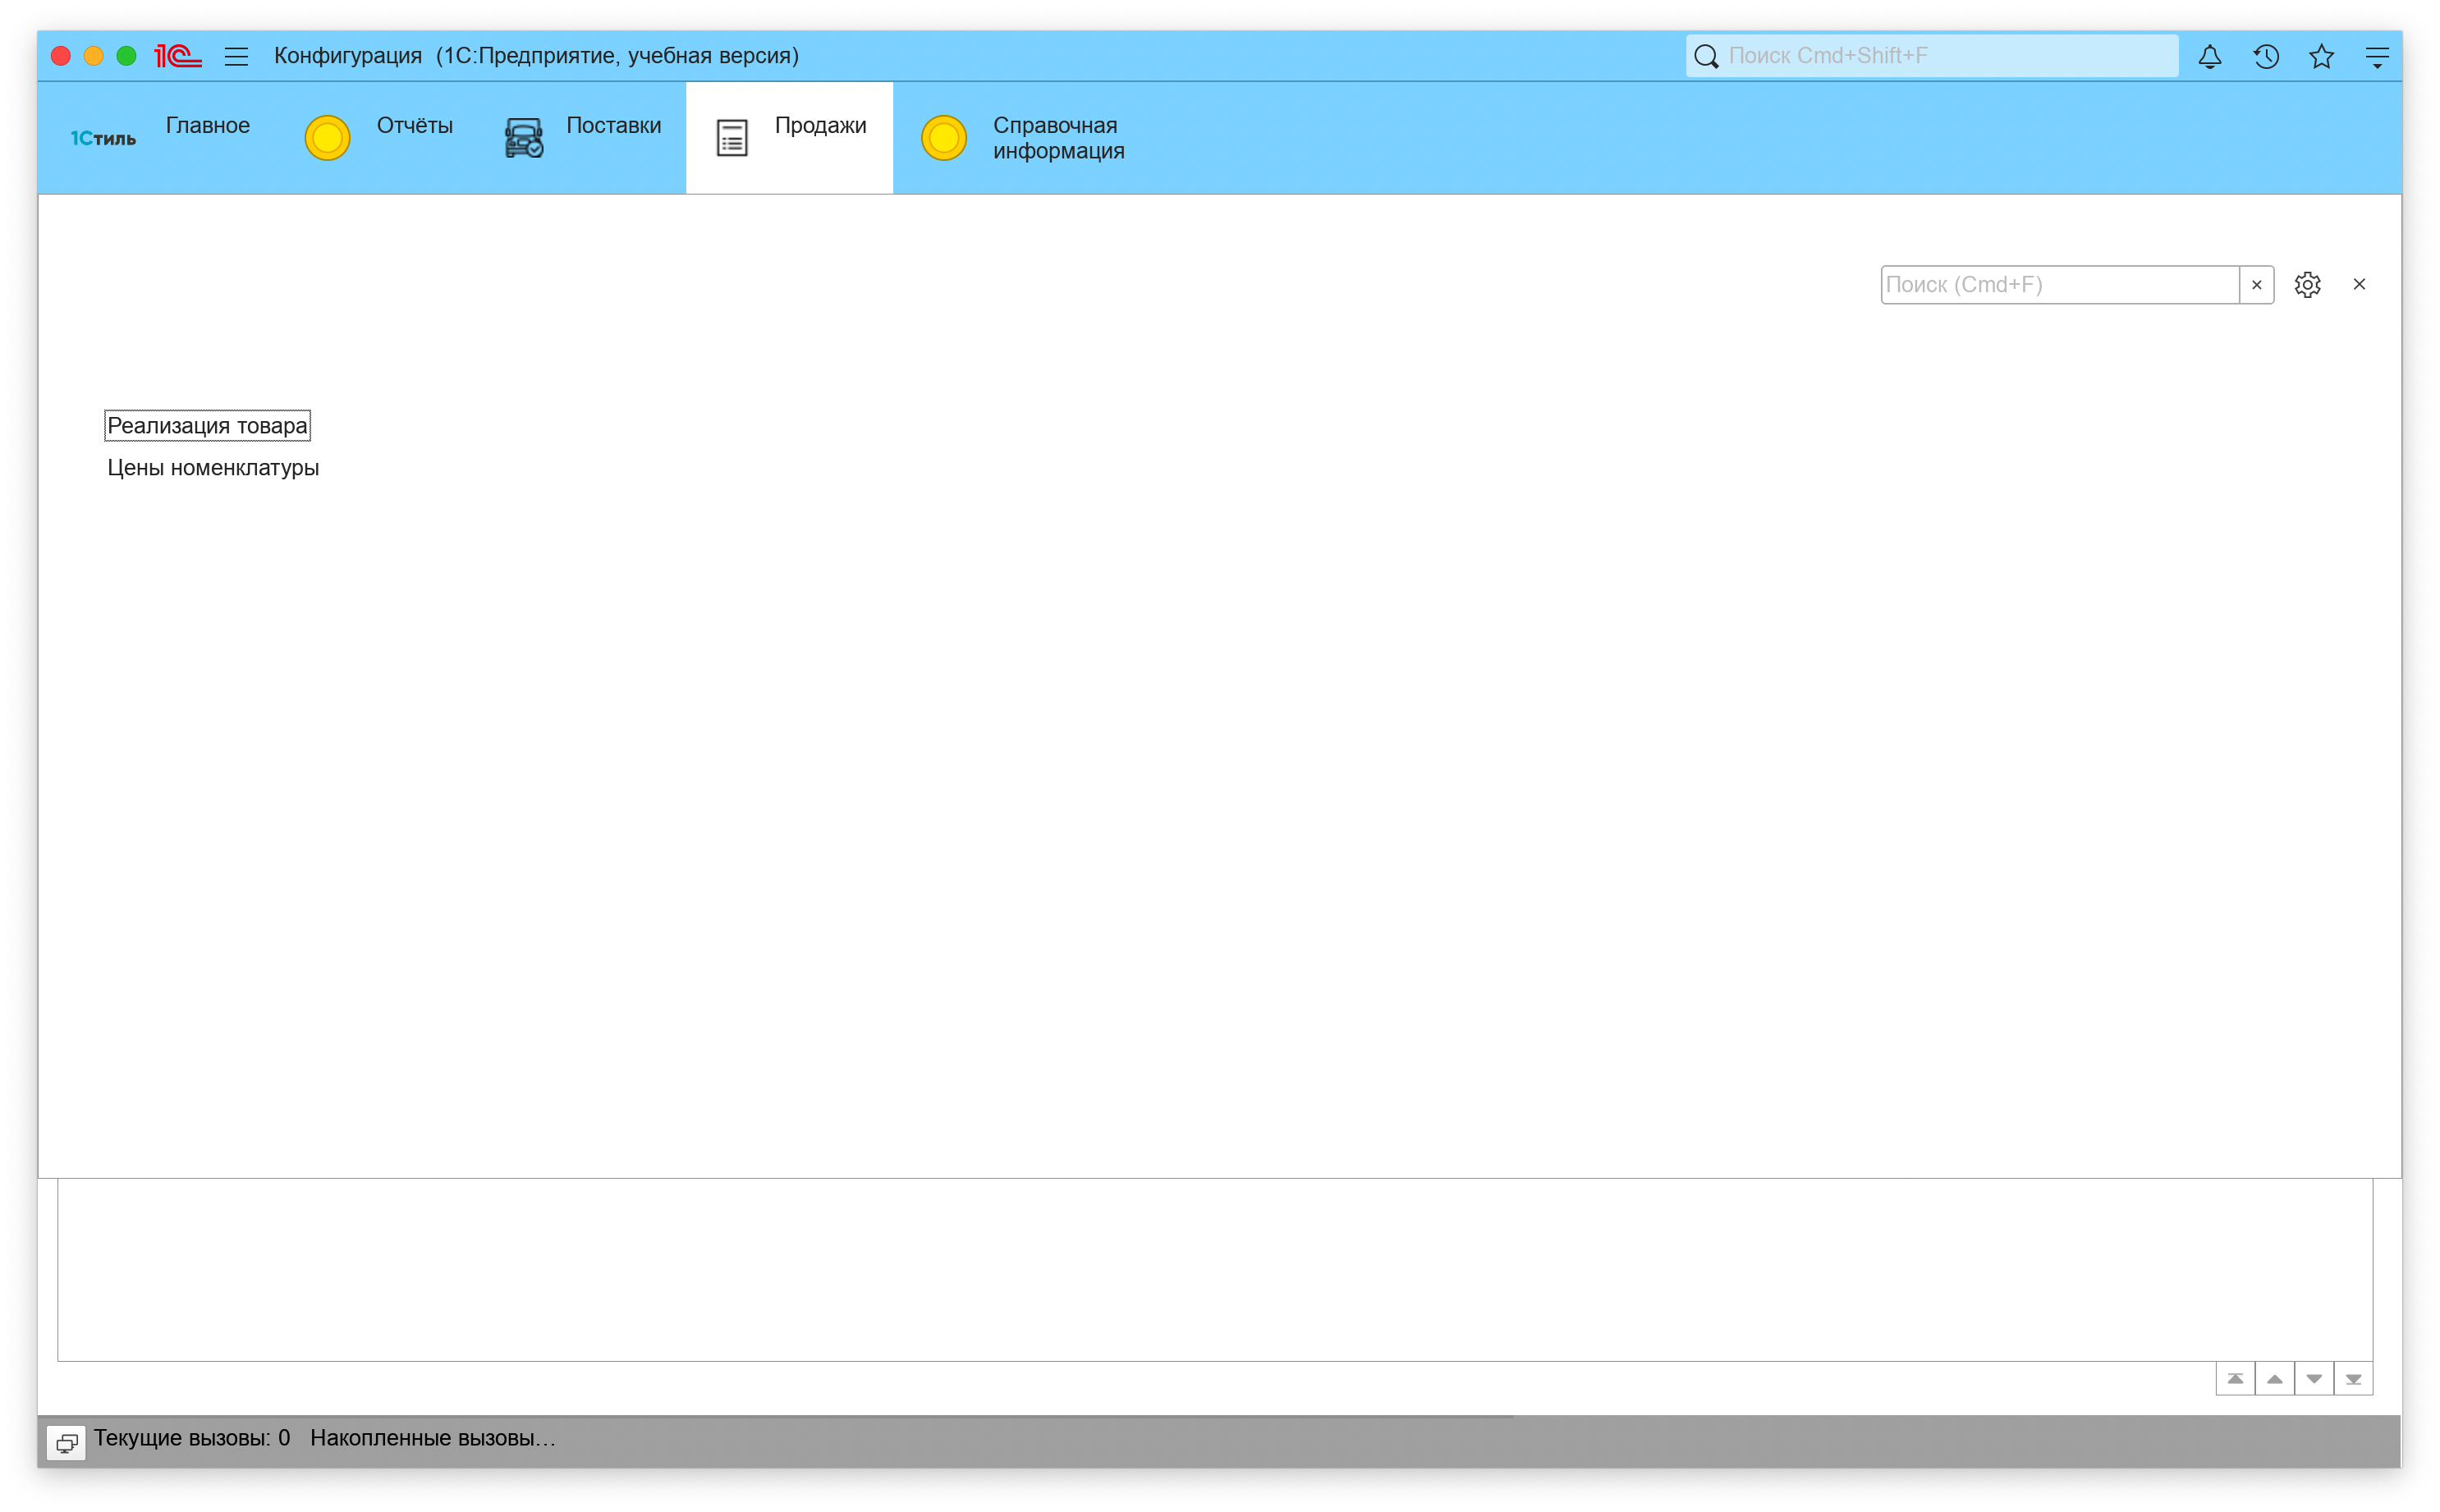 1С Конфигурация (1С:Предприятие, учебная версия) Поиск Cmd+Shift+F
1Стиль Главное Отчёты Поставки Продажи Справочная
информация
Поиск (Cmd+F)
Реализация товара
Цены номенклатуры
Текущие вызовы: 0 Накопленные вызовы...